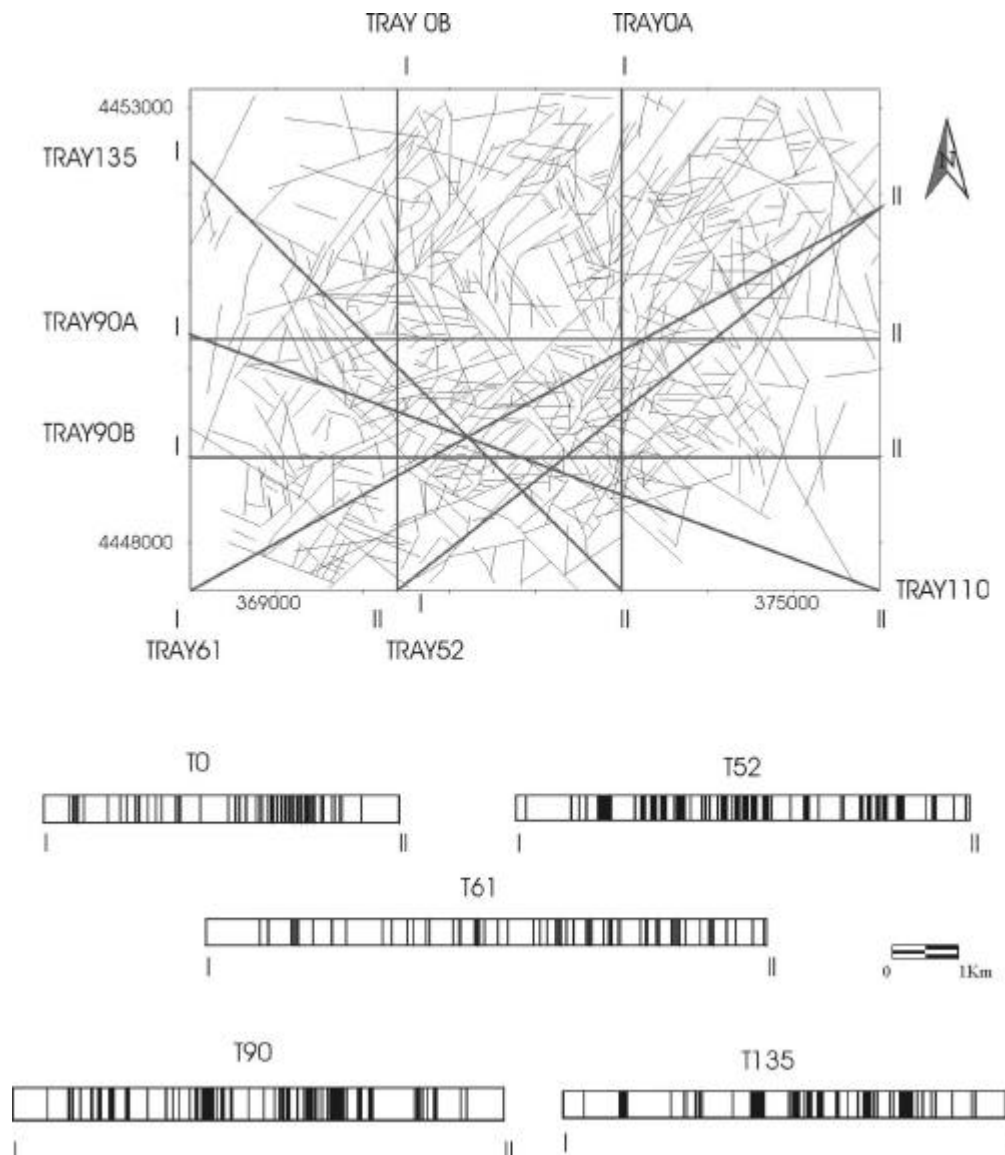 TRAY 0B TRAY0A
I I
4453000
TRAY135 I
N
II
TRAY90A I II
TRAY90B I II
4448000
369000 375000 TRAY110
I II I II II
TRAY61 TRAY52
T0 T52
I II I II
T61
I II
0 1Km
T90 T135
I II I